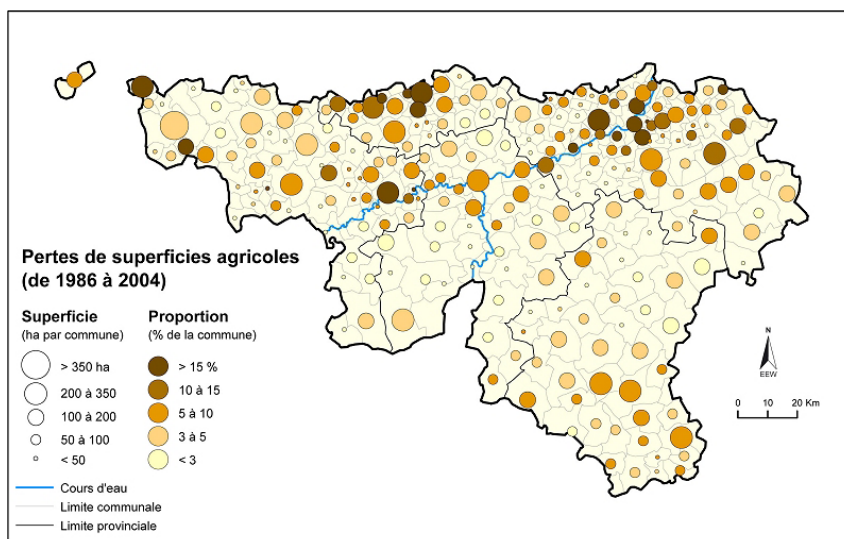 Pertes de superficies agricoles
(de 1986 à 2004)
Superficie
(ha par commune)
> 350 ha
200 à 350
100 à 200
50 à 100
< 50
Proportion
(% de la commune)
> 15 %
10 à 15
5 à 10
3 à 5
< 3
Cours d'eau
Limite communale
Limite provinciale
N
EEW
0 10 20 Km